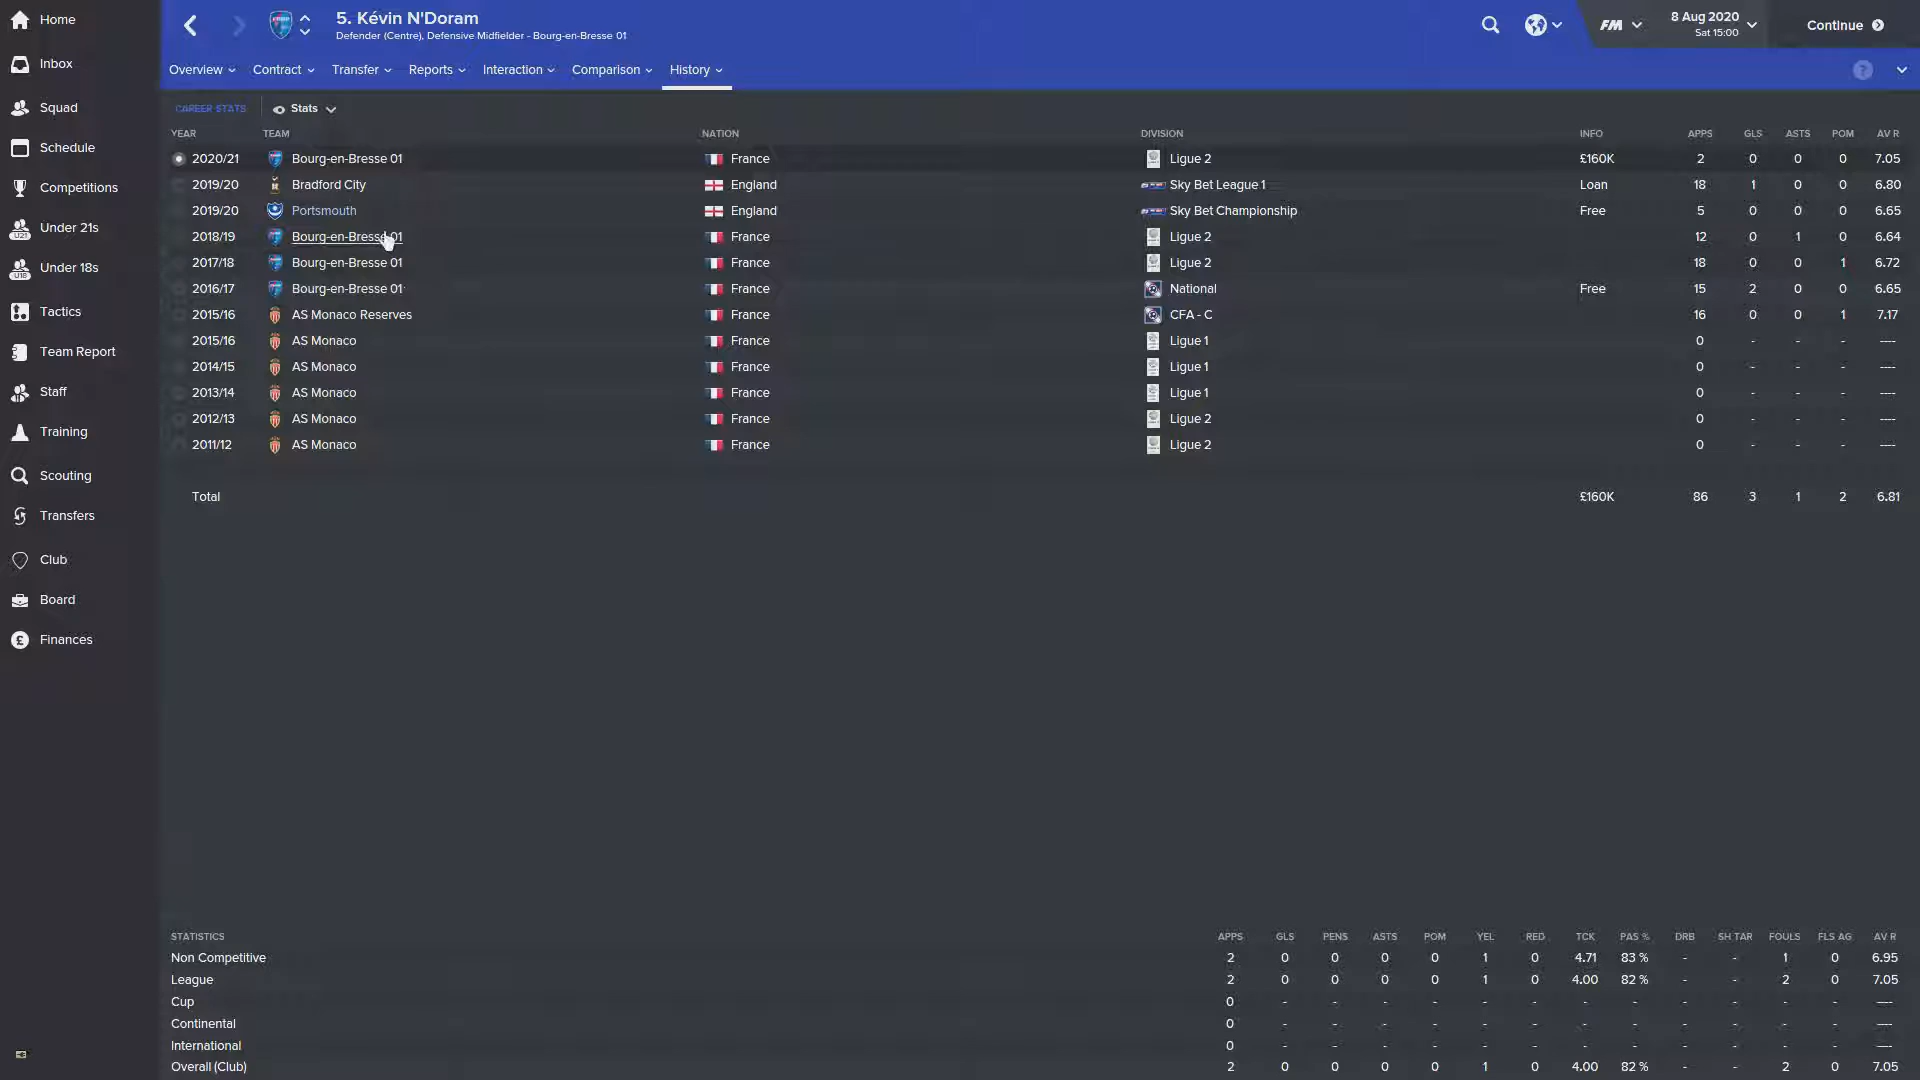 Home
Inbox
Squad
Schedule
Competitions
Under 21s
Under 18s
Tactics
Team Report
Staff
Training
Scouting
Transfers
Club
Board
Finances
5. Kévin N'Doram
Defender (Centre), Defensive Midfielder - Bourg-en-Bresse 01
FM
8 Aug 2020
Sat 15:00
Continue
Overview Contract Transfer Reports Interaction Comparison History
?
CAREER STATS Stats
YEAR TEAM NATION DIVISION INFO APPS GLS ASTS POM AV R
2020/21 Bourg-en-Bresse 01 France Ligue 2 £160K 2 0 0 0 7.05
2019/20 Bradford City England Sky Bet League 1 Loan 18 1 0 0 6.80
2019/20 Portsmouth England Sky Bet Championship Free 5 0 0 0 6.65
2018/19 Bourg-en-Bresse 01 France Ligue 2 12 0 1 0 6.64
2017/18 Bourg-en-Bresse 01 France Ligue 2 18 0 0 1 6.72
2016/17 Bourg-en-Bresse 01 France National Free 15 2 0 0 6.65
2015/16 AS Monaco Reserves France CFA - C 16 0 0 1 7.17
2015/16 AS Monaco France Ligue 1 0 - - - ----
2014/15 AS Monaco France Ligue 1 0 - - - ----
2013/14 AS Monaco France Ligue 1 0 - - - ----
2012/13 AS Monaco France Ligue 2 0 - - - ----
2011/12 AS Monaco France Ligue 2 0 - - - ----
Total £160K 86 3 1 2 6.81
STATISTICS APPS GLS PENS ASTS POM YEL RED TCK PAS % DRB SH TAR FOULS FLS AG AV R
Non Competitive 2 0 0 0 0 1 0 4.71 83 % - - 1 0 6.95
League 2 0 0 0 0 1 0 4.00 82 % - - 2 0 7.05
Cup 0 - - - - - - - - - - - - ----
Continental 0 - - - - - - - - - - - - ----
International 0 - - - - - - - - - - - - ----
Overall (Club) 2 0 0 0 0 1 0 4.00 82 % - - 2 0 7.05